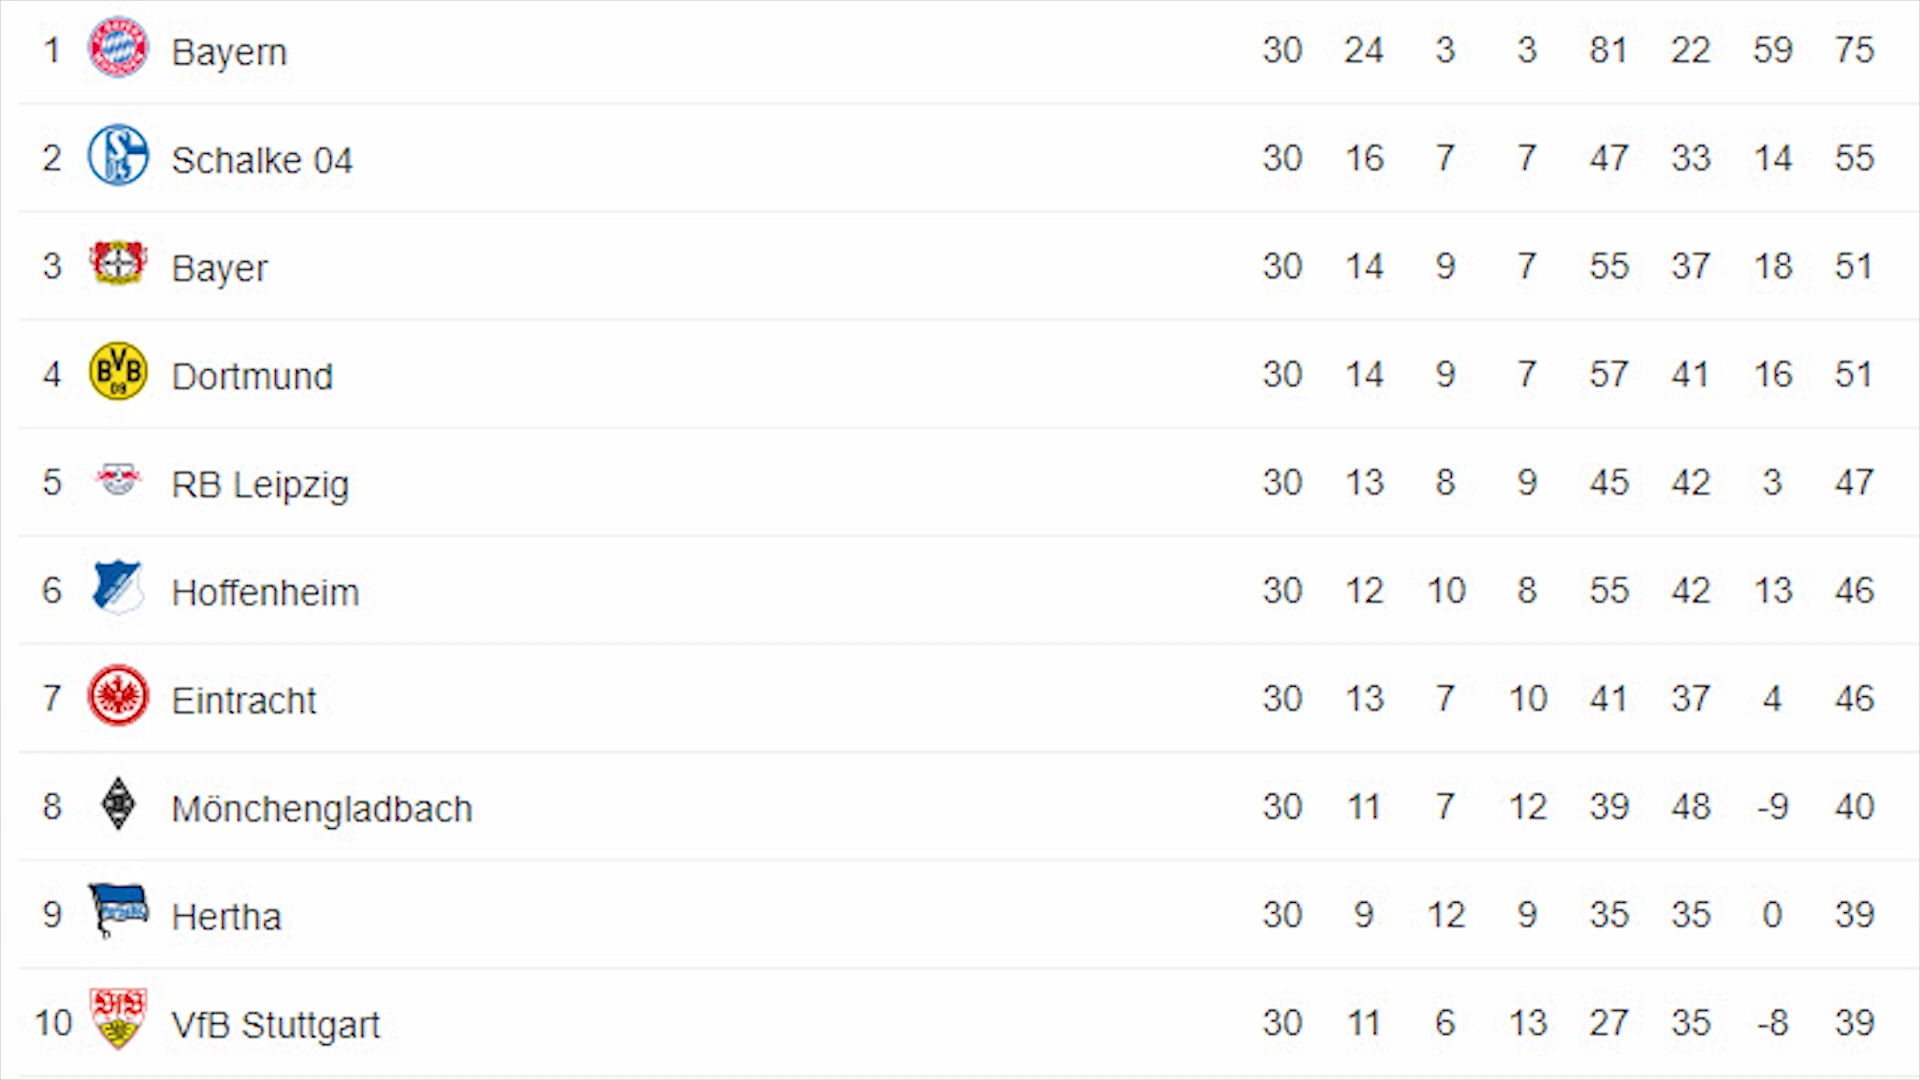 1 Bayern 30 24 3 3 81 22 59 75
2 Schalke 04 30 16 7 7 47 33 14 55
3 Bayer 30 14 9 7 55 37 18 51
BVB
09
4 Dortmund 30 14 9 7 57 41 16 51
5 RB Leipzig 30 13 8 9 45 42 3 47
6 Hoffenheim 30 12 10 8 55 42 13 46
7 Eintracht 30 13 7 10 41 37 4 46
8 Mönchengladbach 30 11 7 12 39 48 -9 40
9 Hertha 30 9 12 9 35 35 0 39
VfB
10 VfB Stuttgart 30 11 6 13 27 35 -8 39